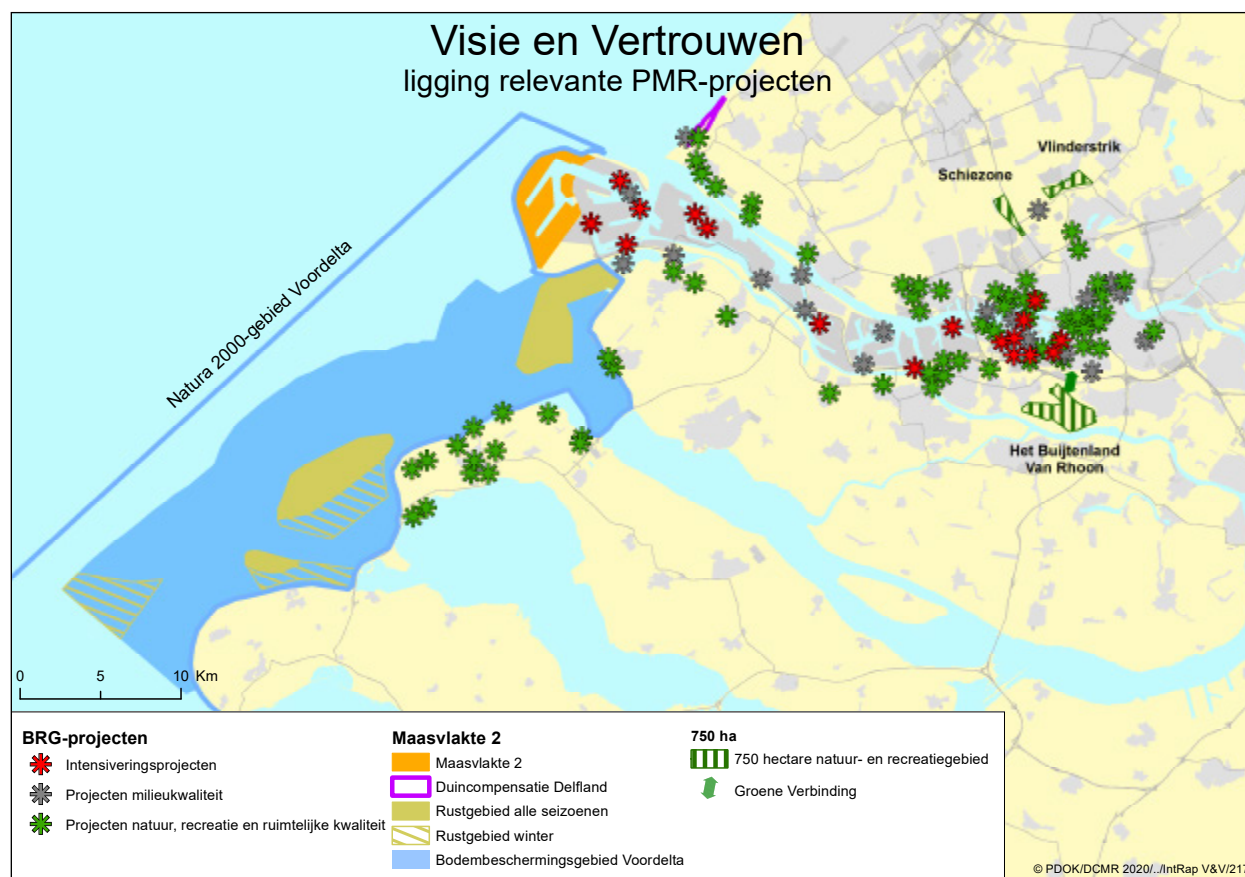 Visie en Vertrouwen
ligging relevante PMR-projecten
Vlinderstrik
Schiezone
Natura 2000-gebied Voordelta
Het Buijtenland
Van Rhoon
0 5 10 Km
BRG-projecten
Intensiveringsprojecten
Projecten milieukwaliteit
Projecten natuur, recreatie en ruimtelijke kwaliteit
Maasvlakte 2
Maasvlakte 2
Duincompensatie Delfland
Rustgebied alle seizoenen
Rustgebied winter
Bodembeschermingsgebied Voordelta
750 ha
750 hectare natuur- en recreatiegebied
Groene Verbinding
© PDOK/DCMR 2020/../IntRap V&V/217